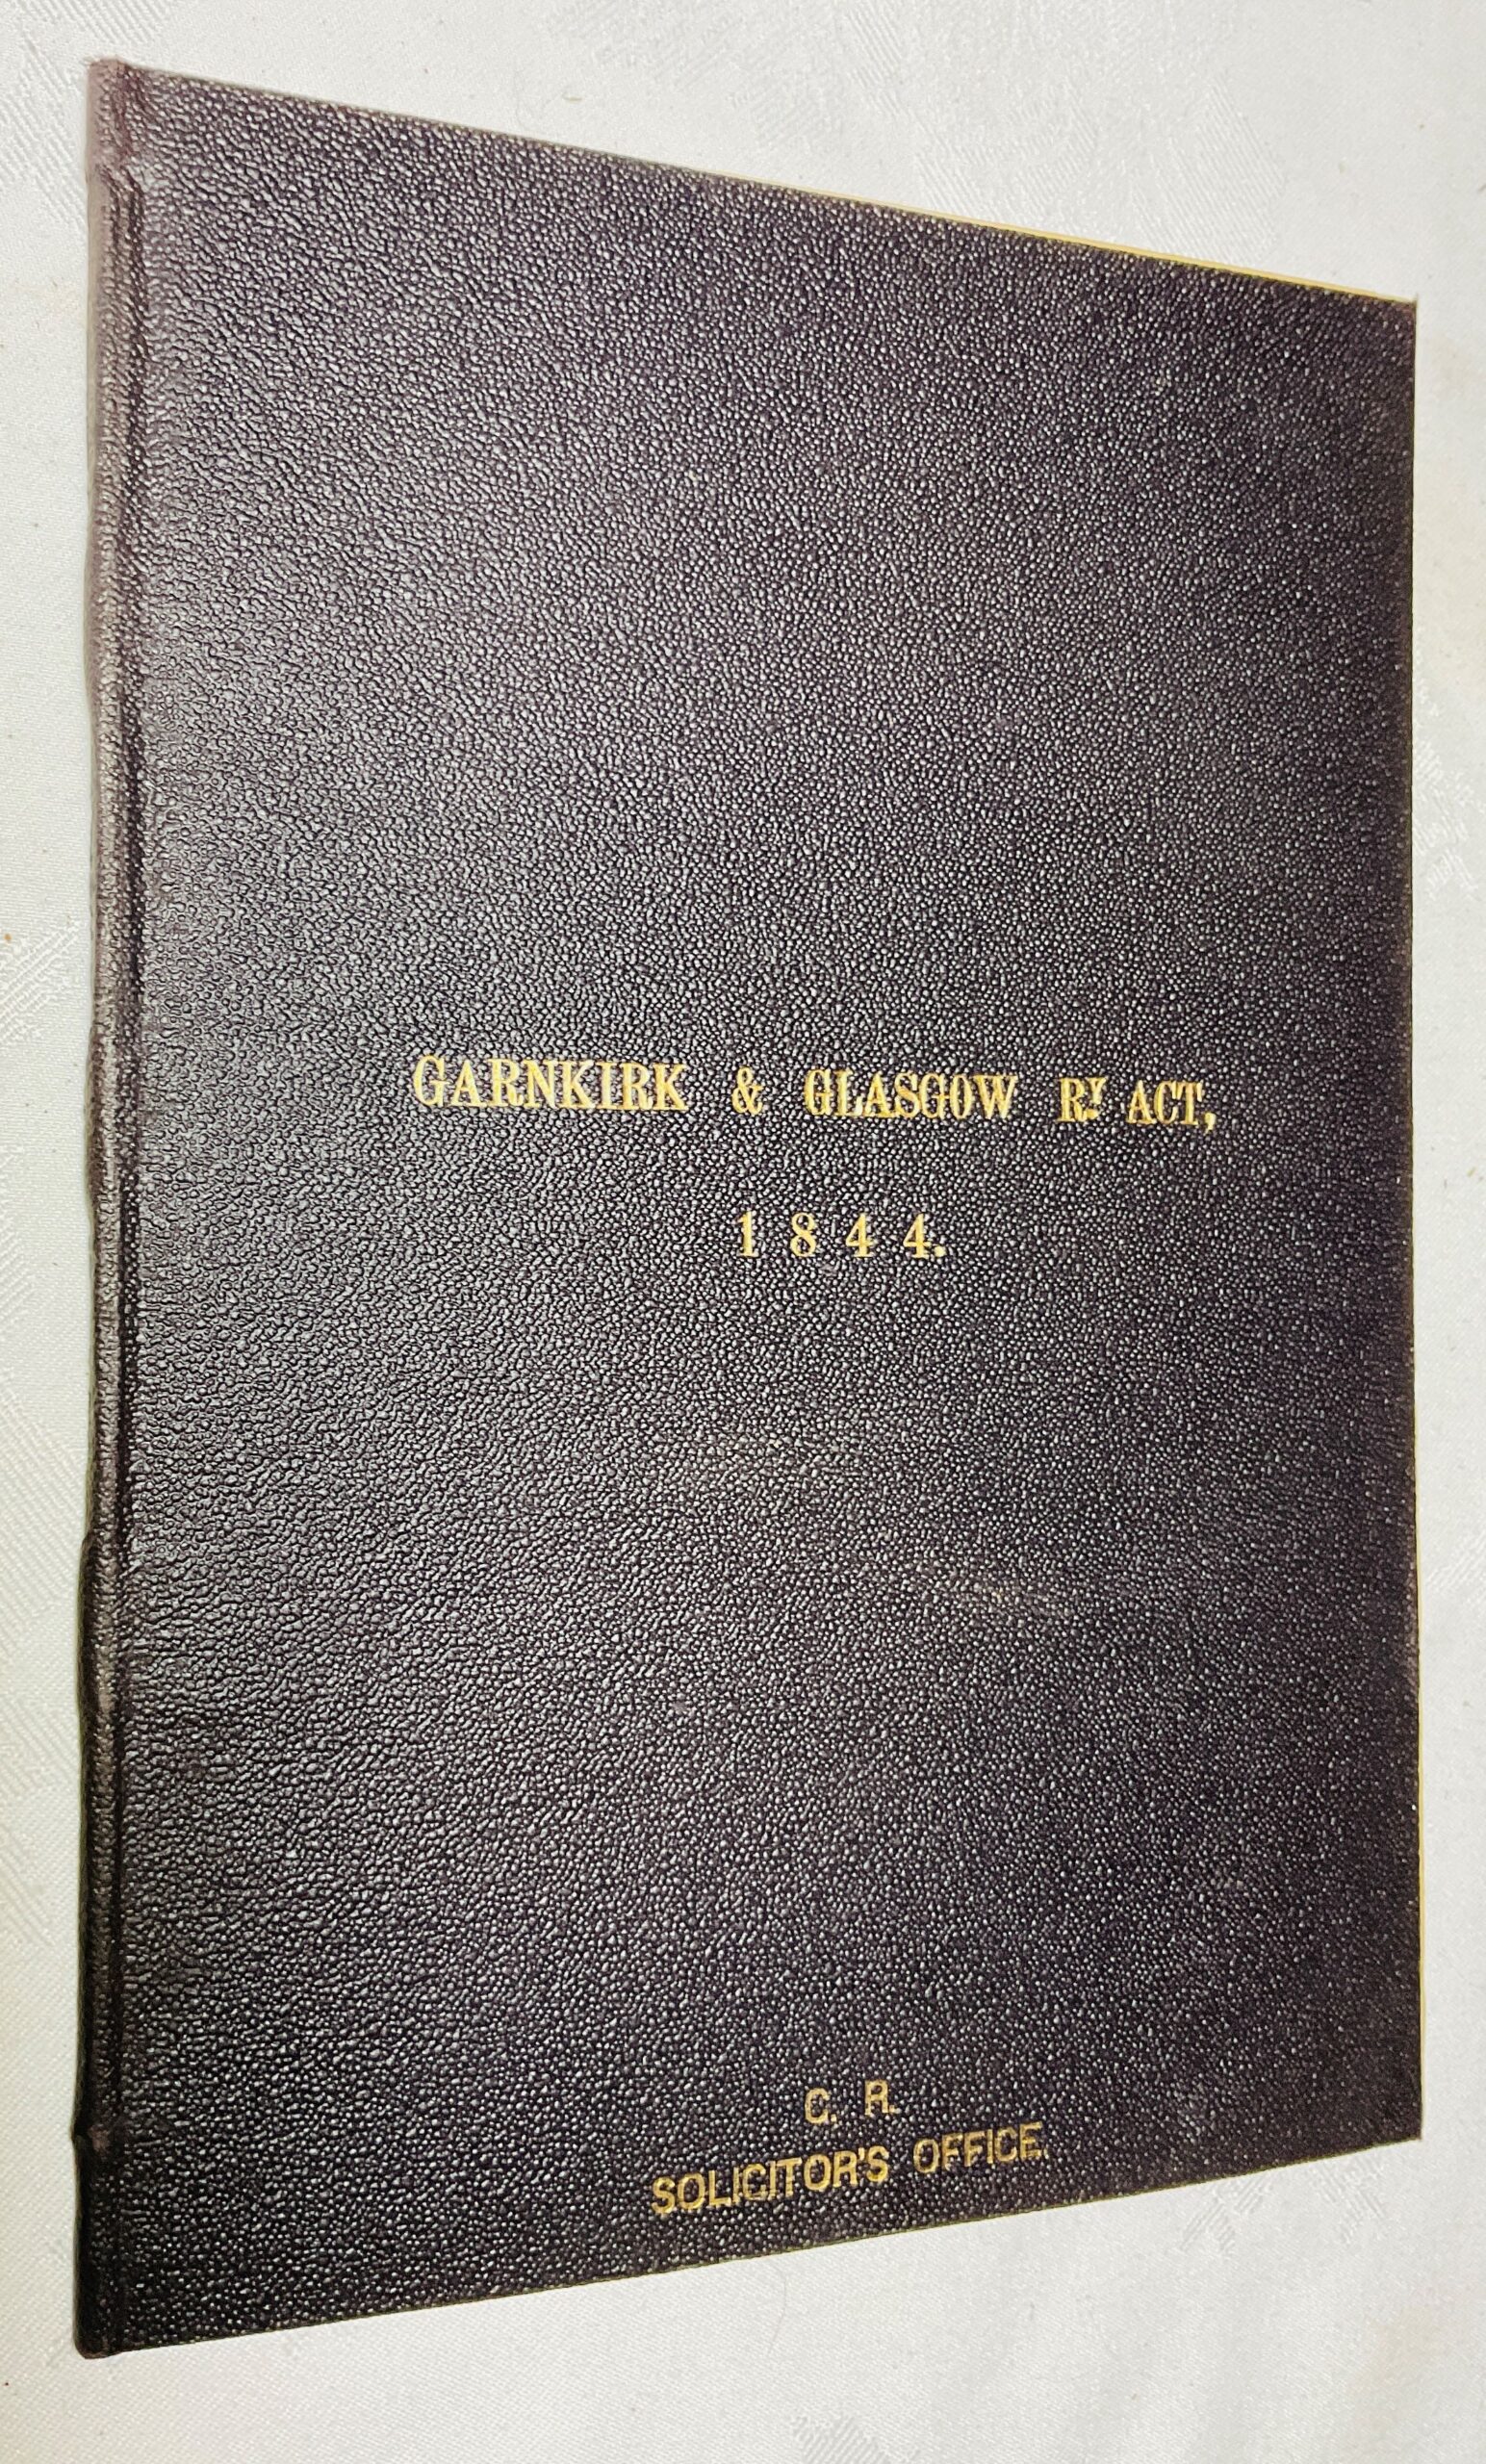 GARNKIRK & GLASGOW Rʸ ACT,
1844.
C. R.
SOLICITOR'S OFFICE.